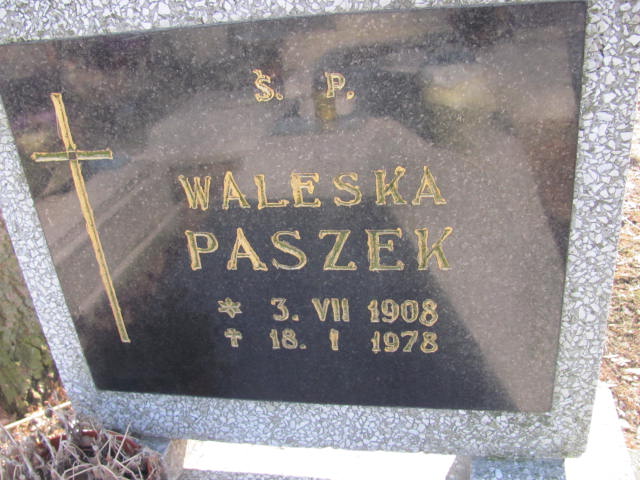 Ś. P.
WALESKA
PASZEK
* 3. VII 1908
✝ 18. I 1978